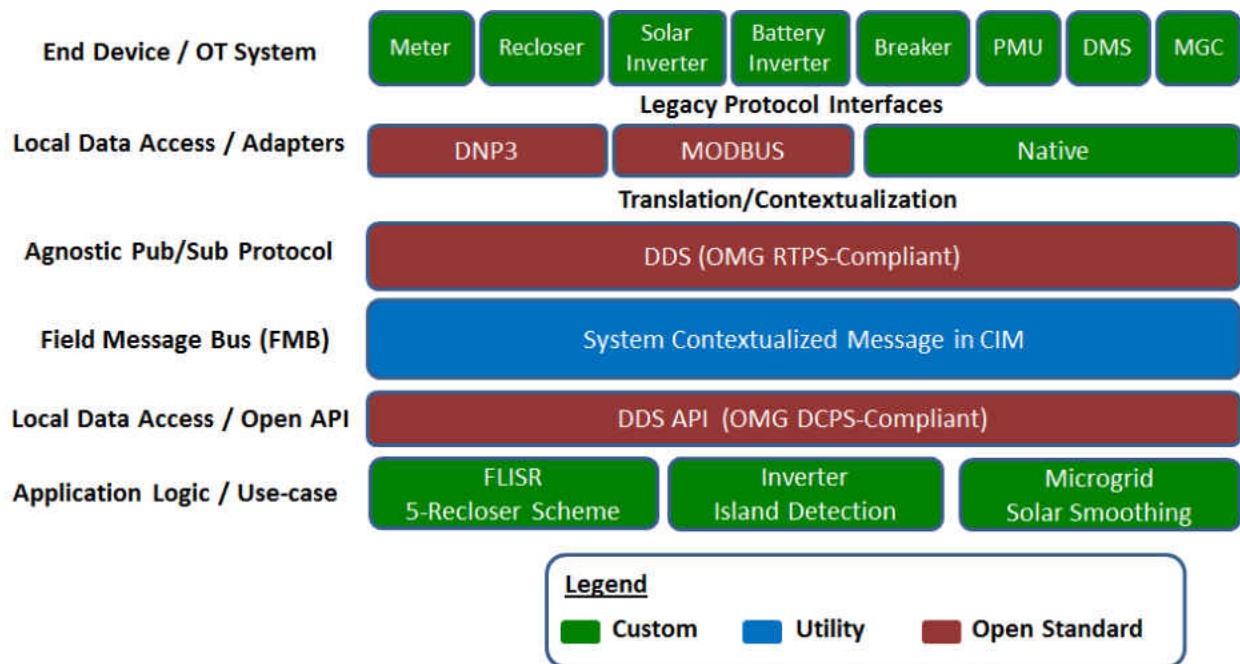 End Device / OT System
Meter
Recloser
Solar
Inverter
Battery
Inverter
Breaker
PMU
DMS
MGC
Legacy Protocol Interfaces
Local Data Access / Adapters
DNP3
MODBUS
Native
Translation/Contextualization
Agnostic Pub/Sub Protocol
DDS (OMG RTPS-Compliant)
Field Message Bus (FMB)
System Contextualized Message in CIM
Local Data Access / Open API
DDS API (OMG DCPS-Compliant)
Application Logic / Use-case
FLISR
5-Recloser Scheme
Inverter
Island Detection
Microgrid
Solar Smoothing
Legend
Custom
Utility
Open Standard